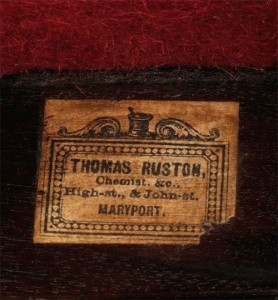 THOMAS RUSTON,
Chemist, &c.,
High-st., & John-st.
MARYPORT.